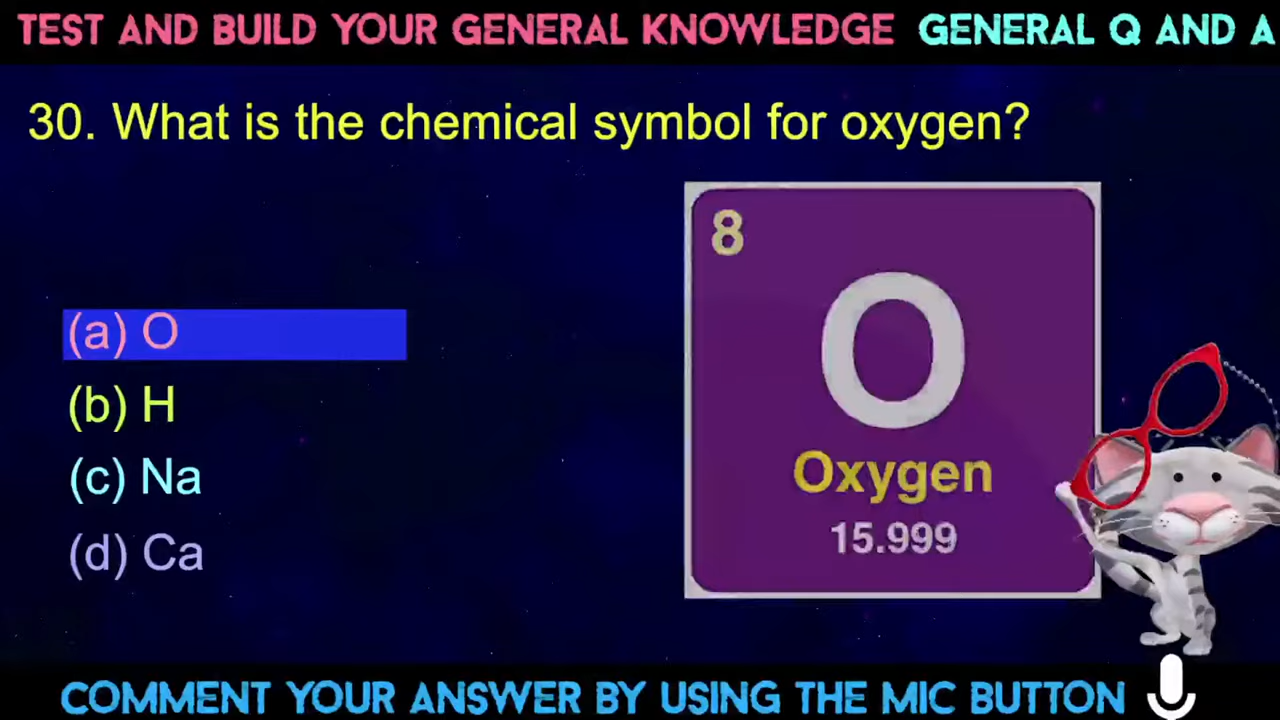 TEST AND BUILD YOUR GENERAL KNOWLEDGE GENERAL Q AND A
30. What is the chemical symbol for oxygen?
(a) O
(b) H
(c) Na
(d) Ca
8
O
Oxygen
15.999
COMMENT YOUR ANSWER BY USING THE MIC BUTTON